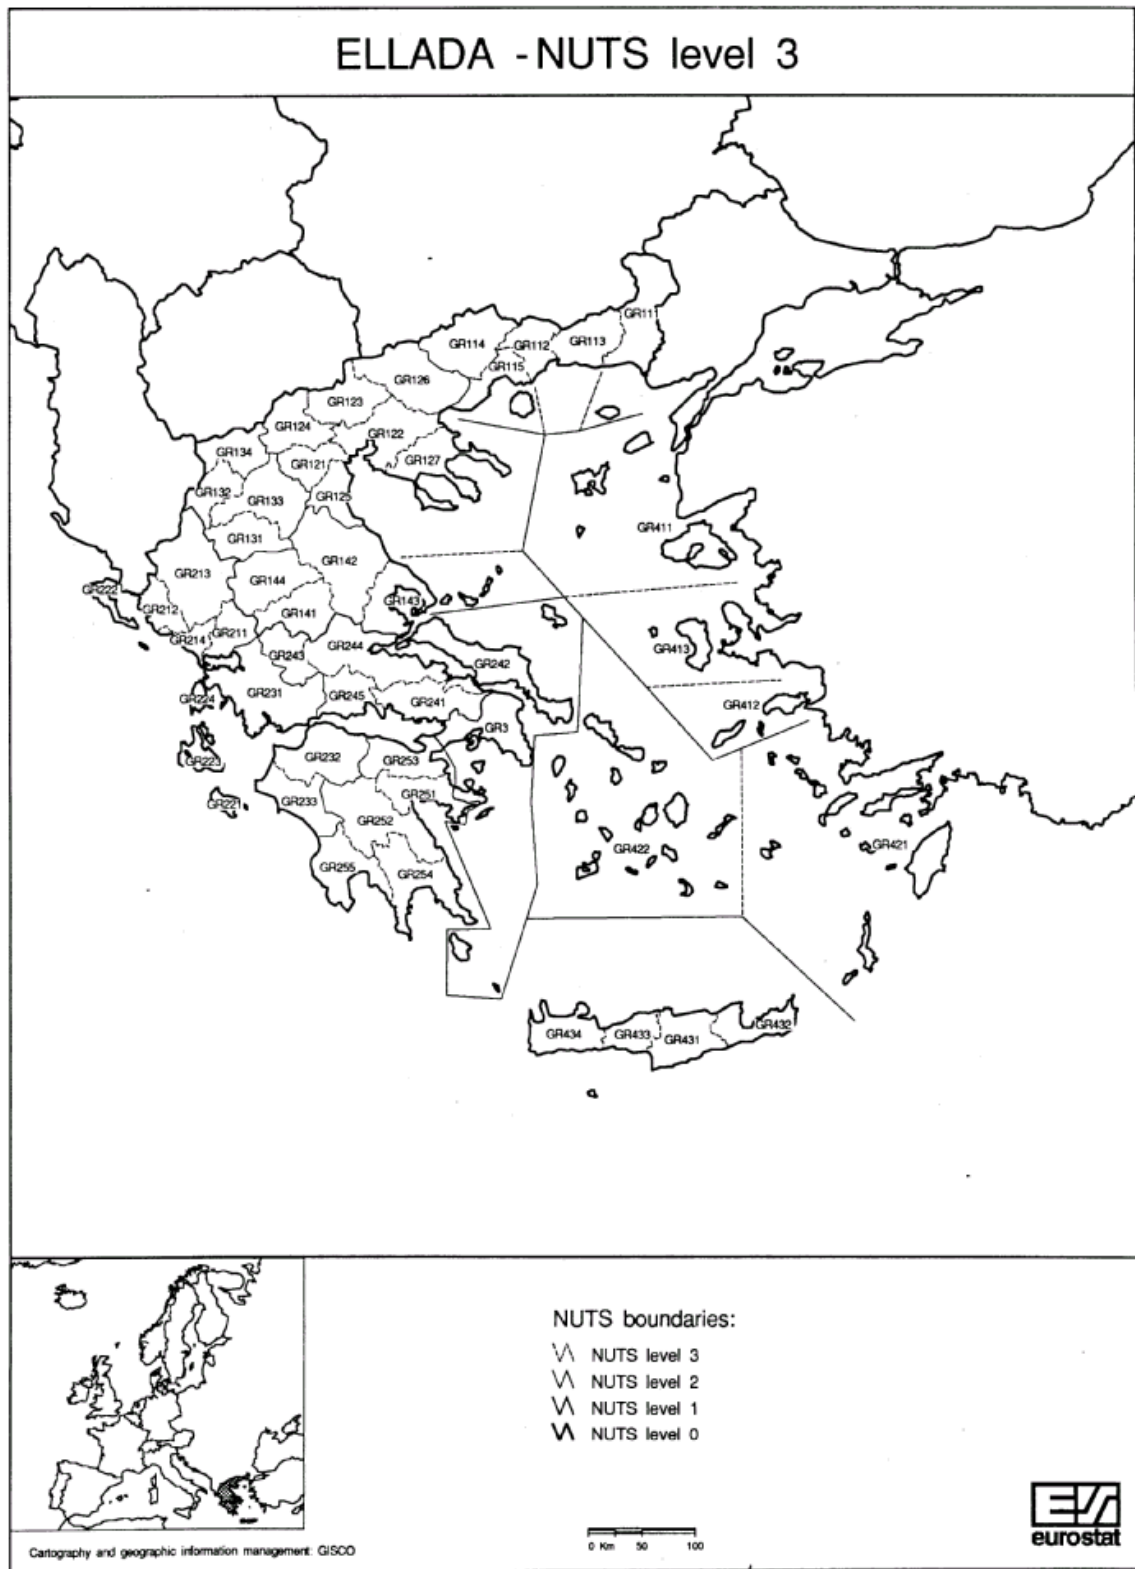 ELLADA - NUTS level 3
GR111
GR114
GR112
GR113
GR115
GR126
GR123
GR124
GR122
GR134
GR121
GR127
GR132
GR133
GR125
GR131
GR411
GR142
GR213
GR144
GR222
GR143
GR212
GR141
GR214
GR211
GR244
GR413
GR243
GR242
GR224
GR231
GR245
GR241
GR412
GR3
GR223
GR232
GR253
GR221
GR233
GR251
GR252
GR422
GR421
GR255
GR254
GR434
GR433
GR431
GR432
NUTS boundaries:
NUTS level 3
NUTS level 2
NUTS level 1
NUTS level 0
0 Km 50 100
eurostat
Cartography and geographic information management: GISCO